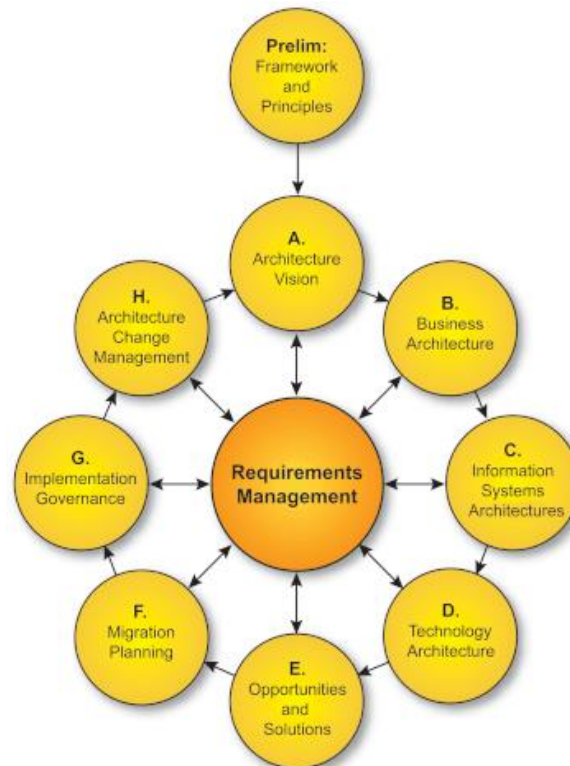 Prelim:
Framework
and
Principles
A.
Architecture
Vision
B.
Business
Architecture
C.
Information
Systems
Architectures
D.
Technology
Architecture
E.
Opportunities
and
Solutions
F.
Migration
Planning
G.
Implementation
Governance
H.
Architecture
Change
Management
Requirements
Management